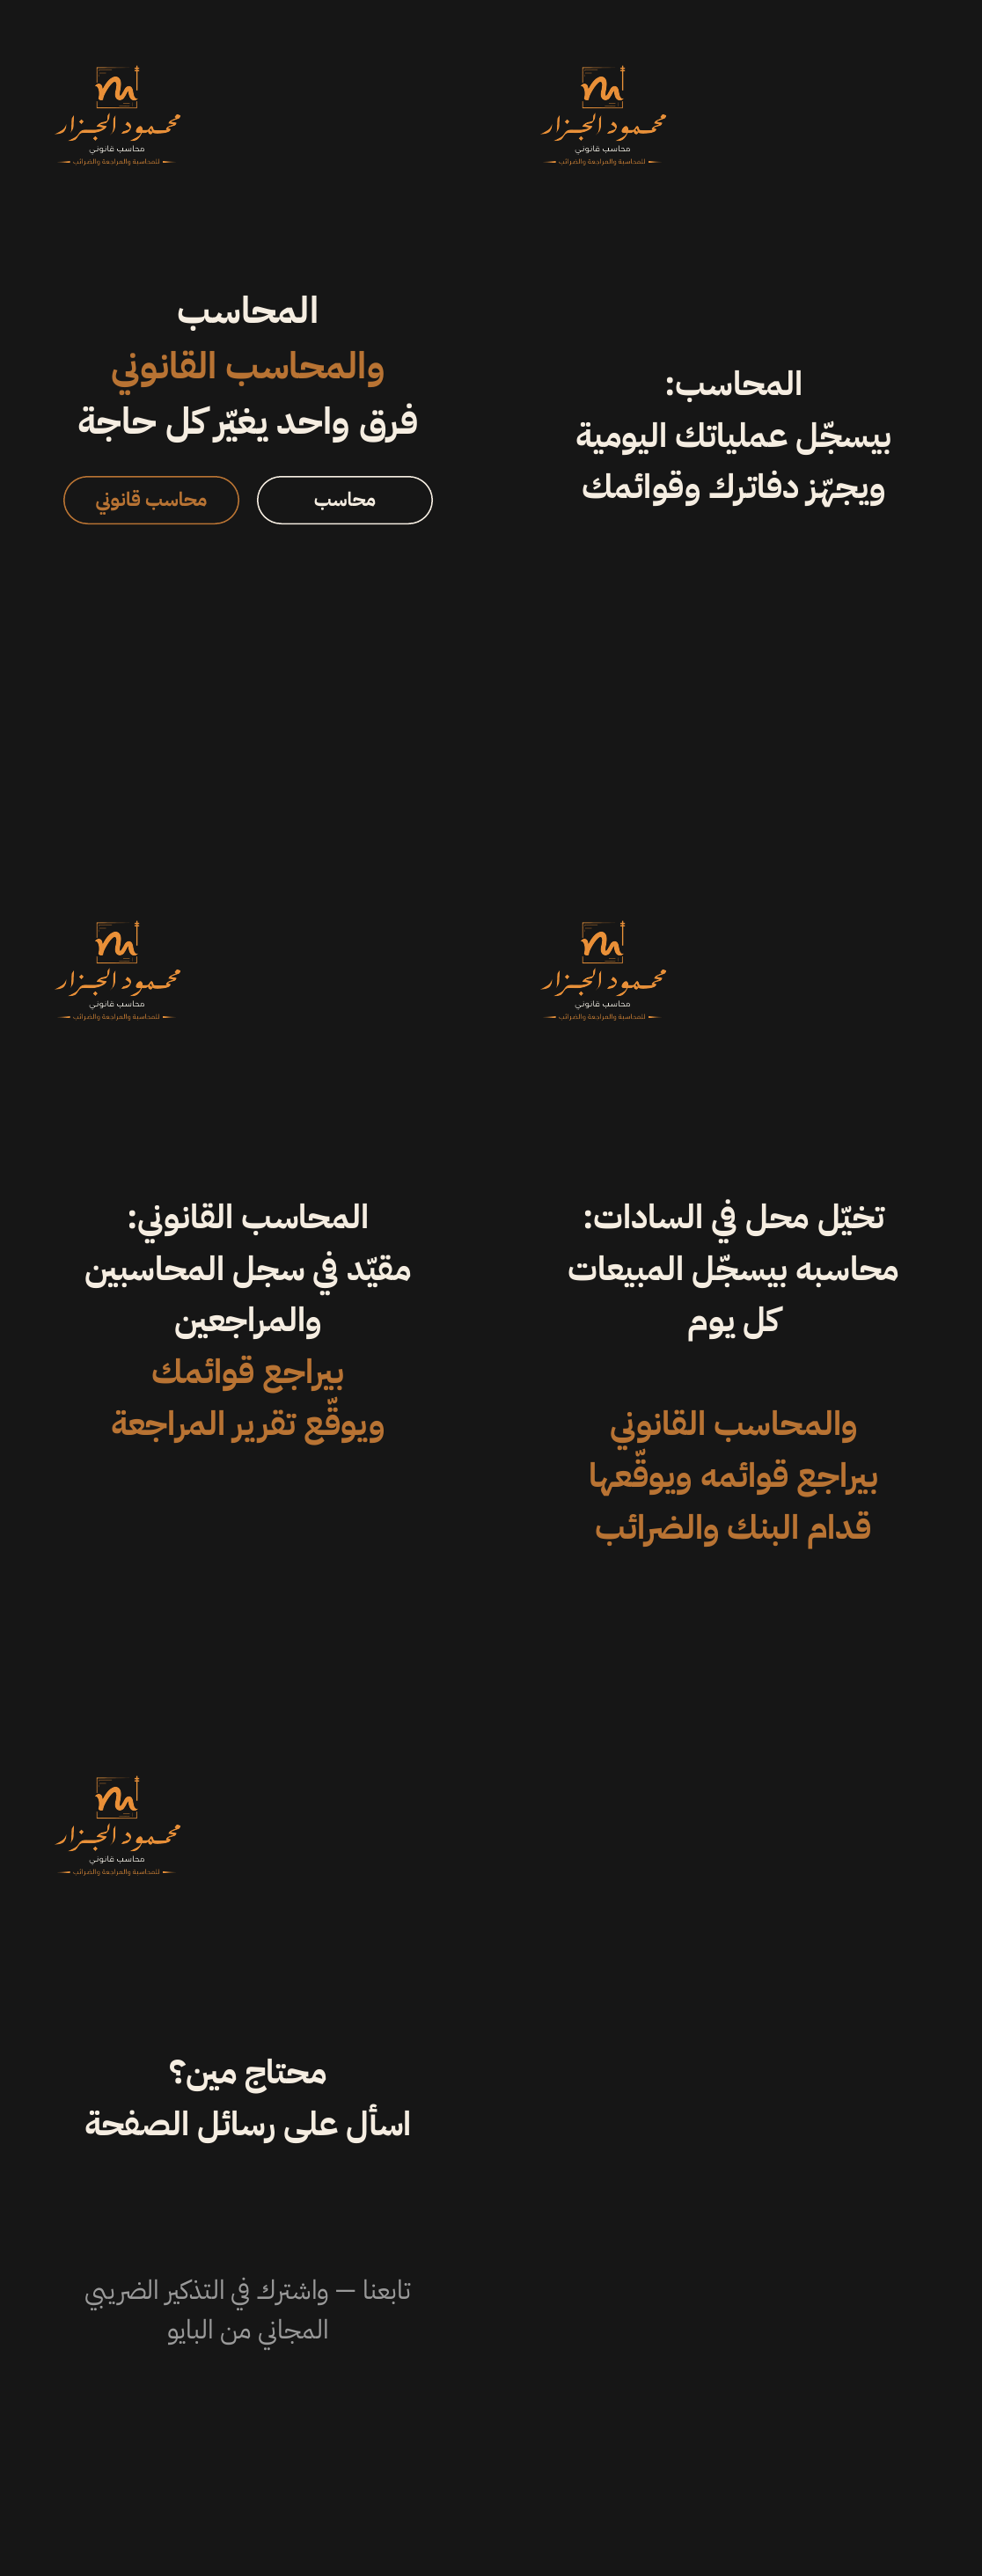 محمود الجزار
محاسب قانوني
للمحاسبة والمراجعة والضرائب
المحاسب
والمحاسب القانوني
فرق واحد يغيّر كل حاجة
محاسب
محاسب قانوني
محمود الجزار
محاسب قانوني
للمحاسبة والمراجعة والضرائب
المحاسب:
بيسجّل عملياتك اليومية
ويجهّز دفاترك وقوائمك
محمود الجزار
محاسب قانوني
للمحاسبة والمراجعة والضرائب
المحاسب القانوني:
مقيّد في سجل المحاسبين
والمراجعين
بيراجع قوائمك
ويوقّع تقرير المراجعة
محمود الجزار
محاسب قانوني
للمحاسبة والمراجعة والضرائب
تخيّل محل في السادات:
محاسبه بيسجّل المبيعات
كل يوم
والمحاسب القانوني
بيراجع قوائمه ويوقّعها
قدام البنك والضرائب
محمود الجزار
محاسب قانوني
للمحاسبة والمراجعة والضرائب
محتاج مين؟
اسأل على رسائل الصفحة
تابعنا — واشترك في التذكير الضريبي
المجاني من البايو